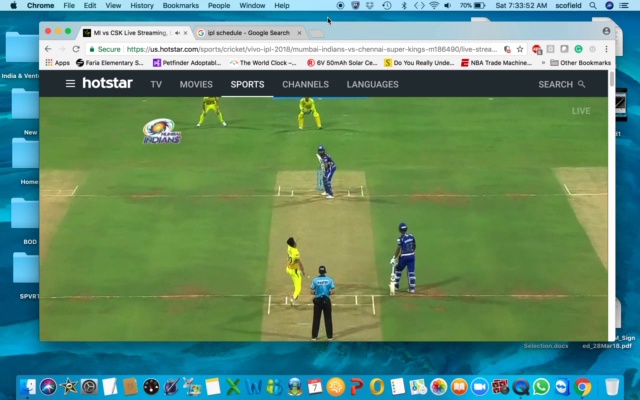 Chrome File Edit View History Bookmarks People Window Help 70% Sat 7:33:52 AM scofield
MI vs CSK Live Streaming,
ipl schedule - Google Search
Secure https://us.hotstar.com/sports/cricket/vivo-ipl-2018/mumbai-indians-vs-chennai-super-kings-m186490/live-strea...
Apps Faria Elementary S Petfinder Adoptabl... The World Clock –... 6V 50mAh Solar Ce... Do You Really Unde... NBA Trade Machine... » Other Bookmarks
hotstar TV MOVIES SPORTS CHANNELS LANGUAGES SEARCH
LIVE
MUMBAI
INDIANS
India & Vent
New
Home
BOD
SPVRT
Selection.docx
ed_28Mar18.pdf